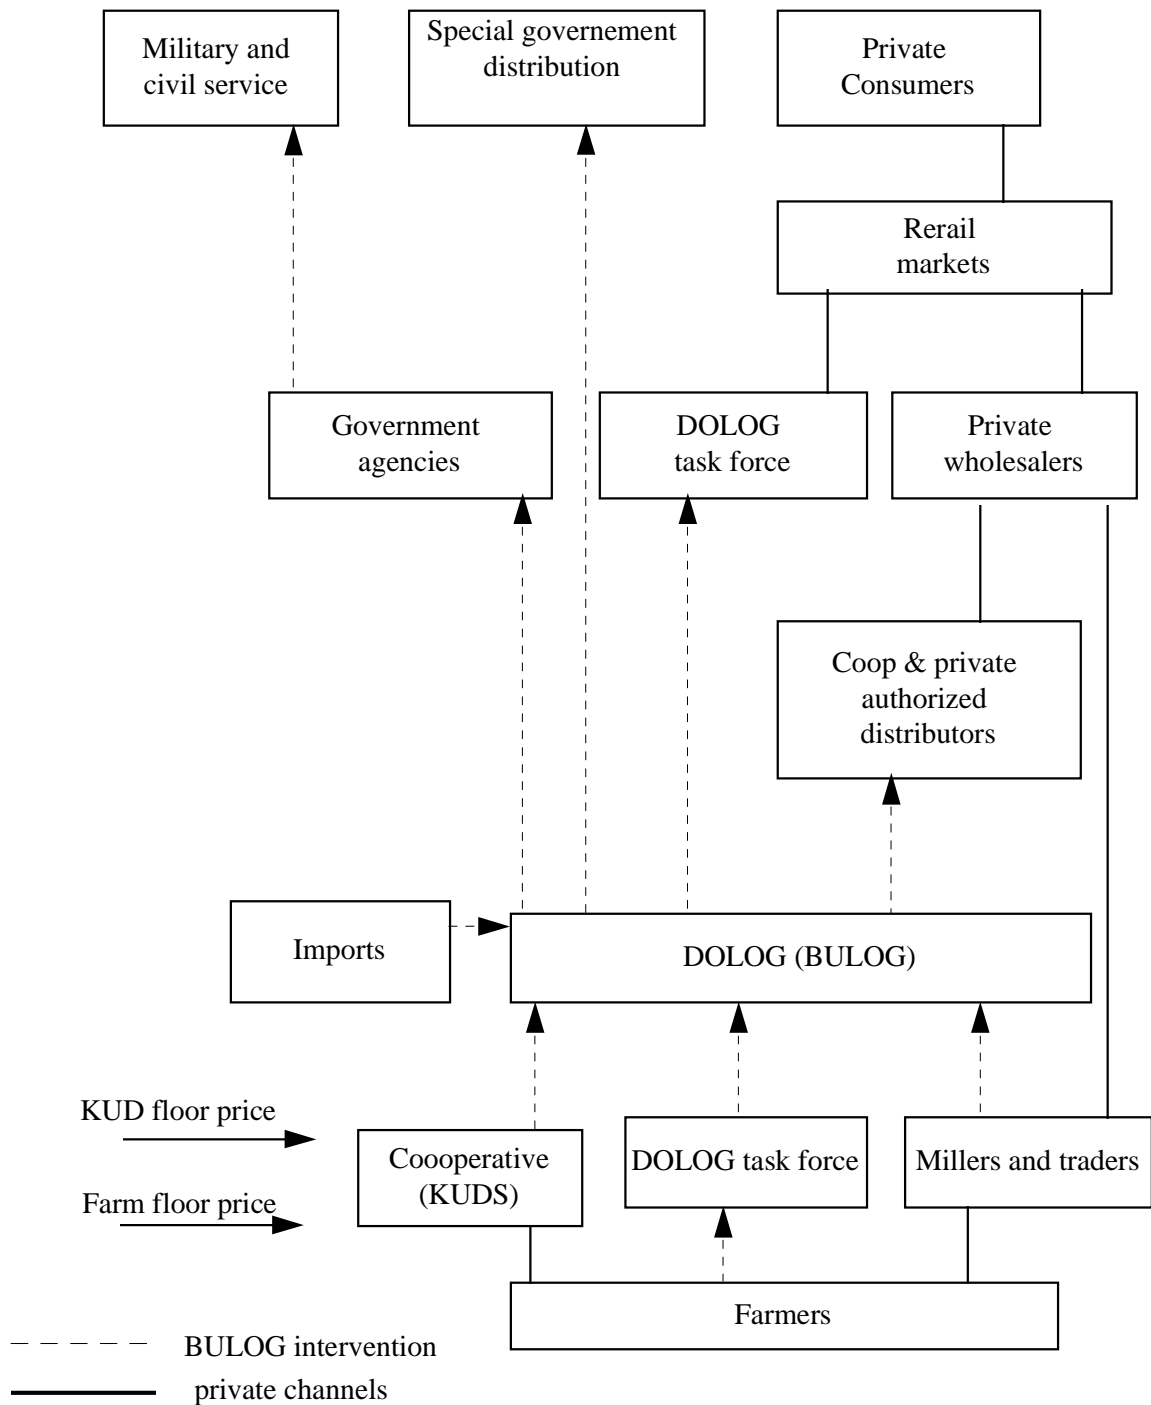 Military and
civil service
Special governement
distribution
Private
Consumers
Rerail
markets
Government
agencies
DOLOG
task force
Private
wholesalers
Coop & private
authorized
distributors
Imports
DOLOG (BULOG)
KUD floor price
Farm floor price
Coooperative
(KUDS)
DOLOG task force
Millers and traders
Farmers
BULOG intervention
private channels